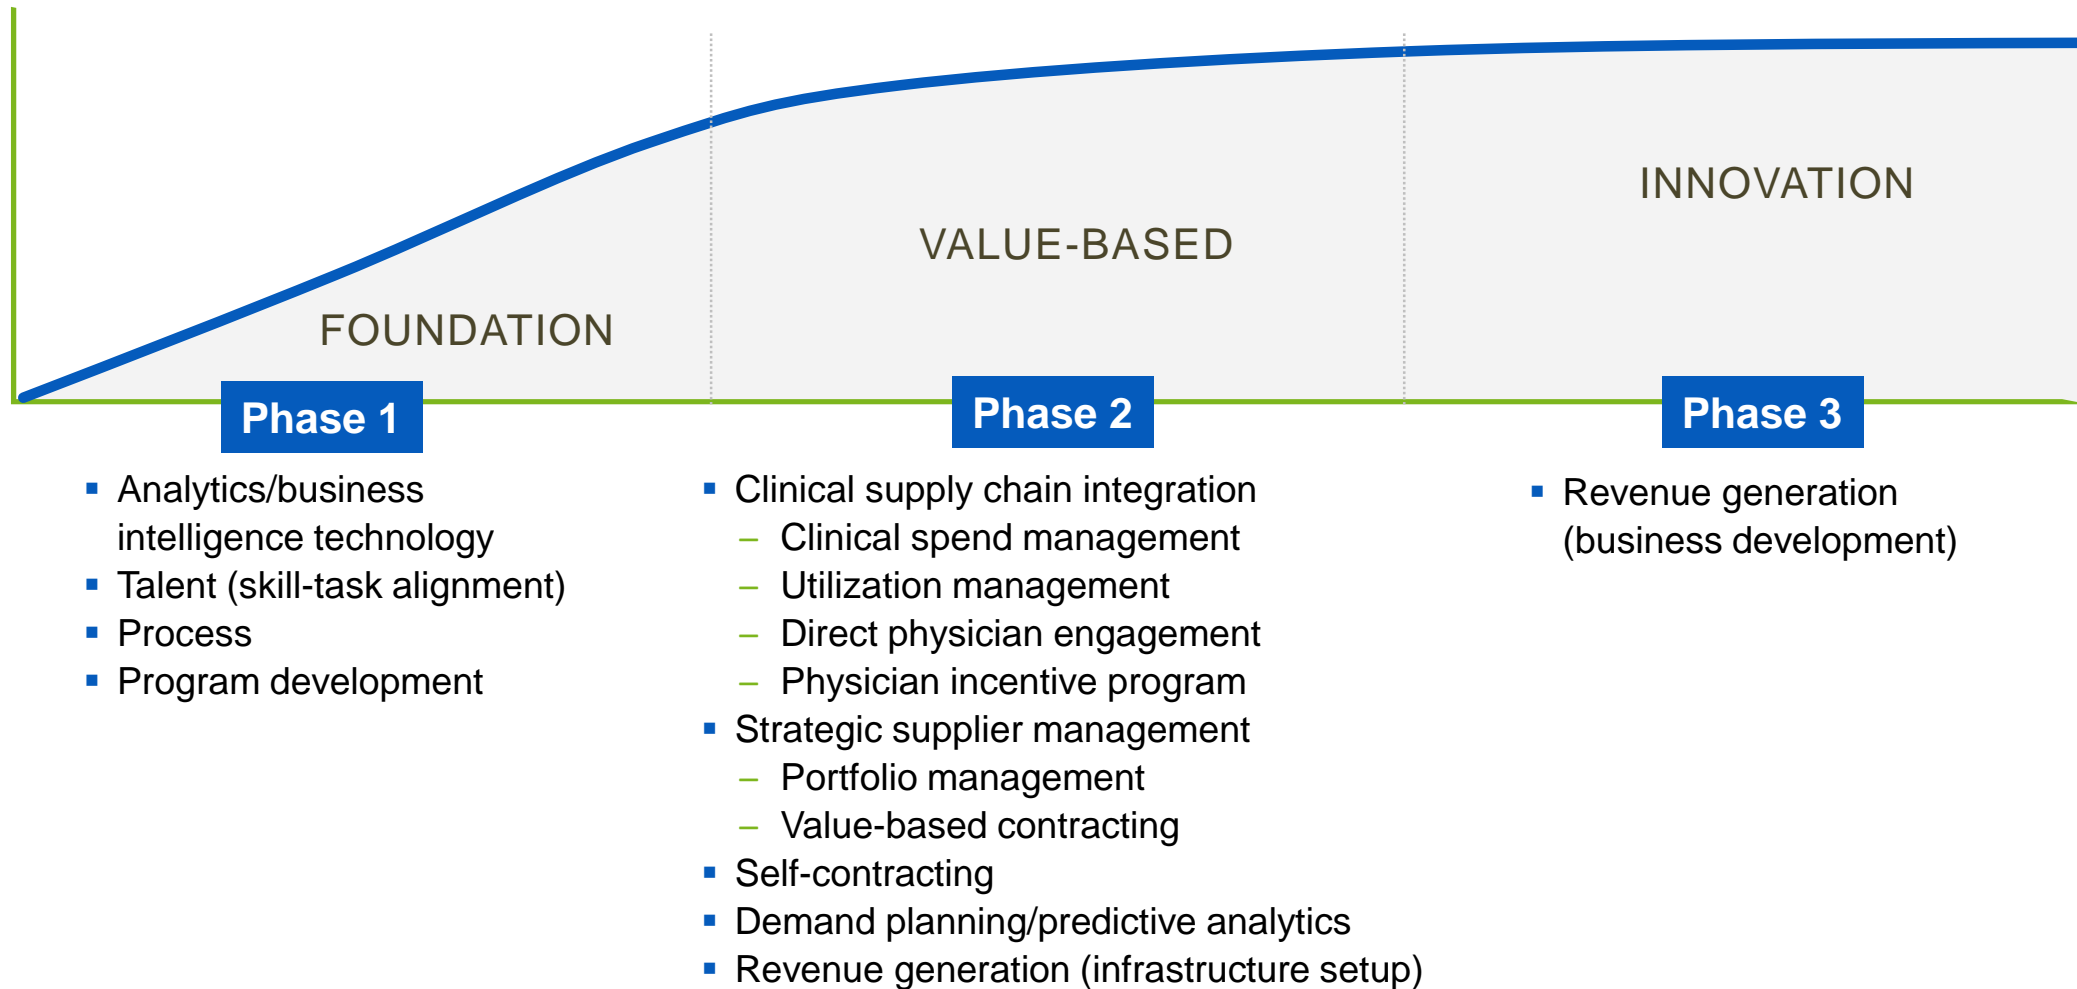 INNOVATION
VALUE-BASED
FOUNDATION
Phase 1
Phase 2
Phase 3
▪ Analytics/business
intelligence technology
▪ Talent (skill-task alignment)
▪ Process
▪ Program development
▪ Clinical supply chain integration
– Clinical spend management
– Utilization management
– Direct physician engagement
– Physician incentive program
▪ Strategic supplier management
– Portfolio management
– Value-based contracting
▪ Self-contracting
▪ Demand planning/predictive analytics
▪ Revenue generation (infrastructure setup)
▪ Revenue generation
(business development)